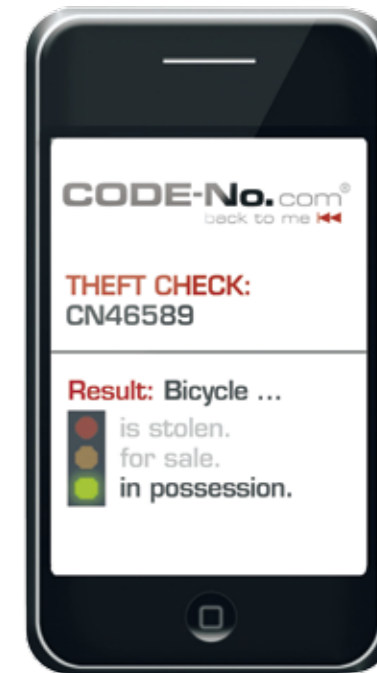 CODE-No.com®
back to me
THEFT CHECK:
CN46589
Result: Bicycle ...
is stolen.
for sale.
in possession.